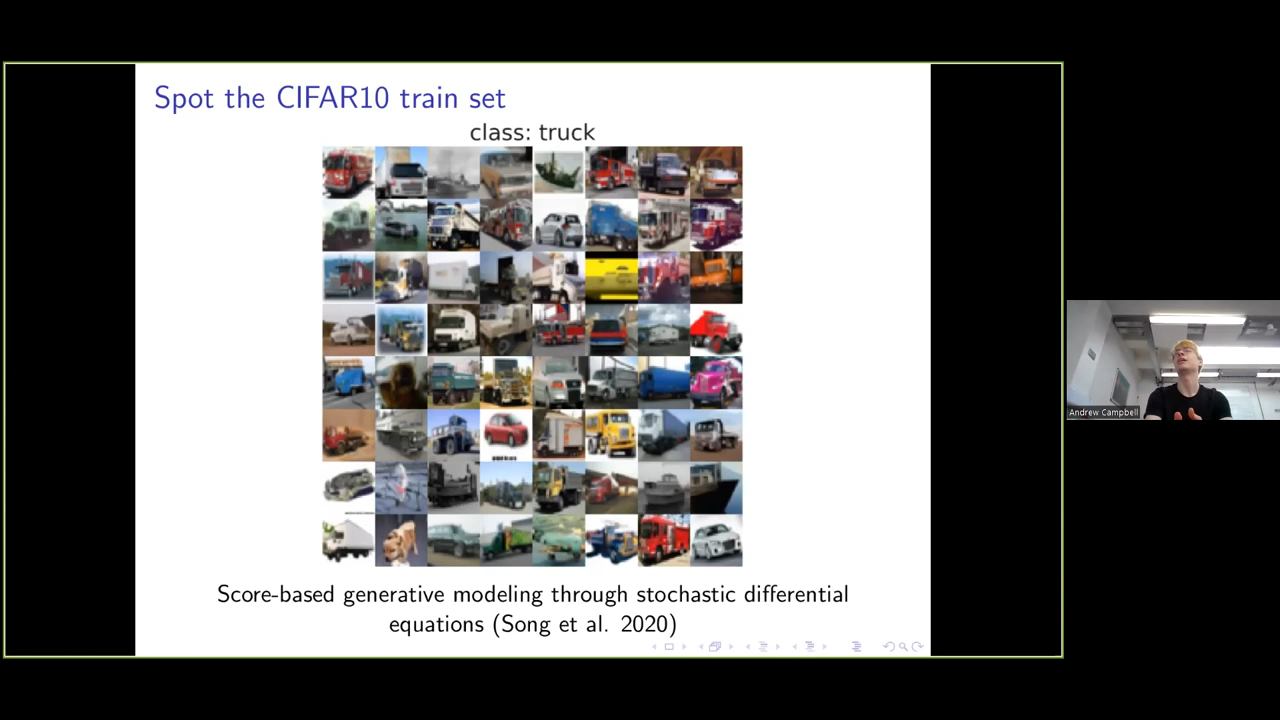 Spot the CIFAR10 train set
class: truck
Score-based generative modeling through stochastic differential
equations (Song et al. 2020)
Andrew Campbell